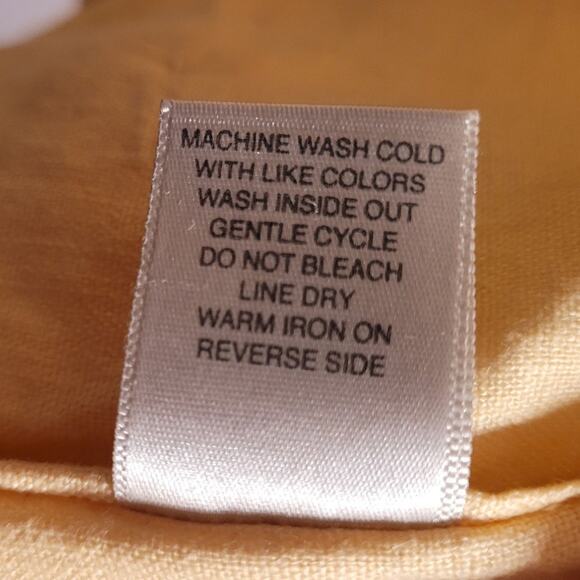 MACHINE WASH COLD
WITH LIKE COLORS
WASH INSIDE OUT
GENTLE CYCLE
DO NOT BLEACH
LINE DRY
WARM IRON ON
REVERSE SIDE